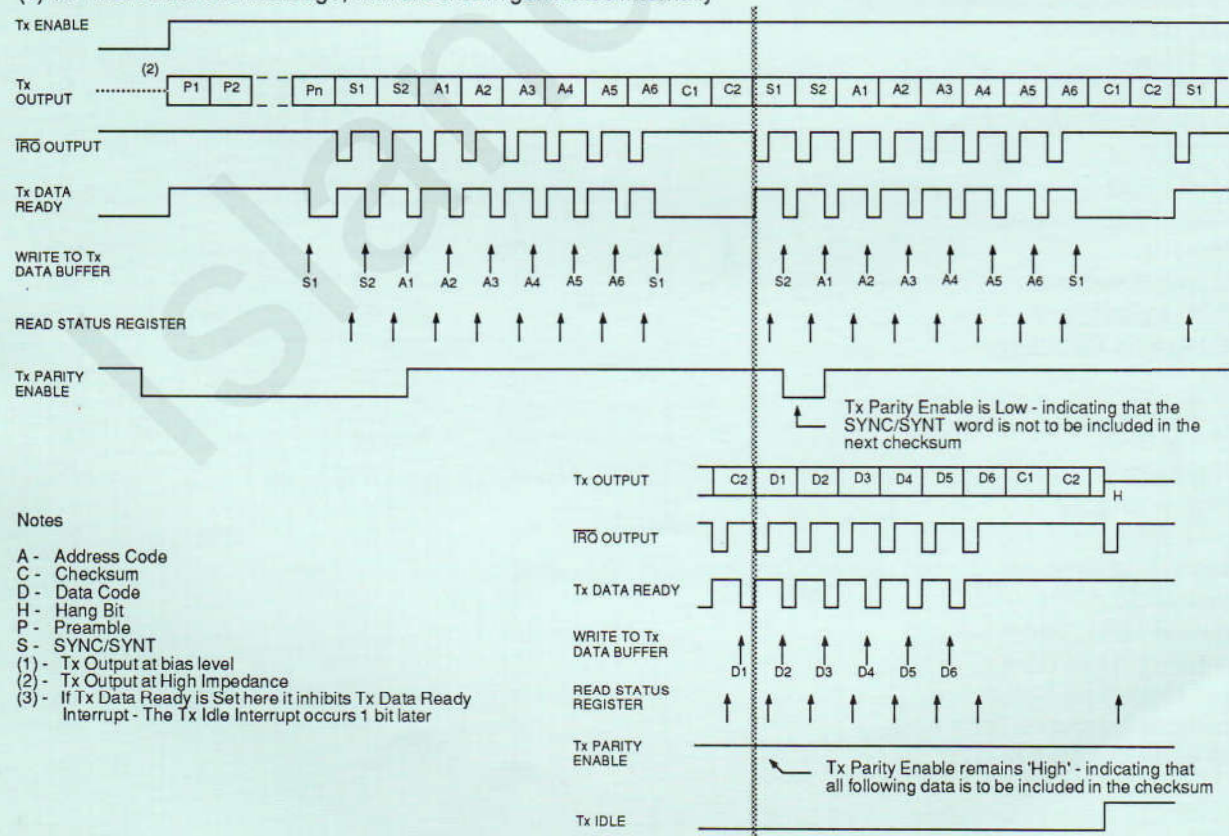 Tx ENABLE
(2)
Tx OUTPUT
P1 P2 Pn S1 S2 A1 A2 A3 A4 A5 A6 C1 C2 S1 S2 A1 A2 A3 A4 A5 A6 C1 C2 S1
IRQ OUTPUT
Tx DATA READY
WRITE TO Tx DATA BUFFER
S1 S2 A1 A2 A3 A4 A5 A6 S1 S2 A1 A2 A3 A4 A5 A6 S1
READ STATUS REGISTER
Tx PARITY ENABLE
Tx Parity Enable is Low - indicating that the
SYNC/SYNT word is not to be included in the
next checksum
Tx OUTPUT
C2 D1 D2 D3 D4 D5 D6 C1 C2
H
IRQ OUTPUT
Tx DATA READY
WRITE TO Tx
DATA BUFFER
D1 D2 D3 D4 D5 D6
READ STATUS
REGISTER
Tx PARITY
ENABLE
Tx Parity Enable remains 'High' - indicating that
all following data is to be included in the checksum
Tx IDLE
Notes
A - Address Code
C - Checksum
D - Data Code
H - Hang Bit
P - Preamble
S - SYNC/SYNT
(1) - Tx Output at bias level
(2) - Tx Output at High Impedance
(3) - If Tx Data Ready is Set here it inhibits Tx Data Ready
Interrupt - The Tx Idle Interrupt occurs 1 bit later
Island